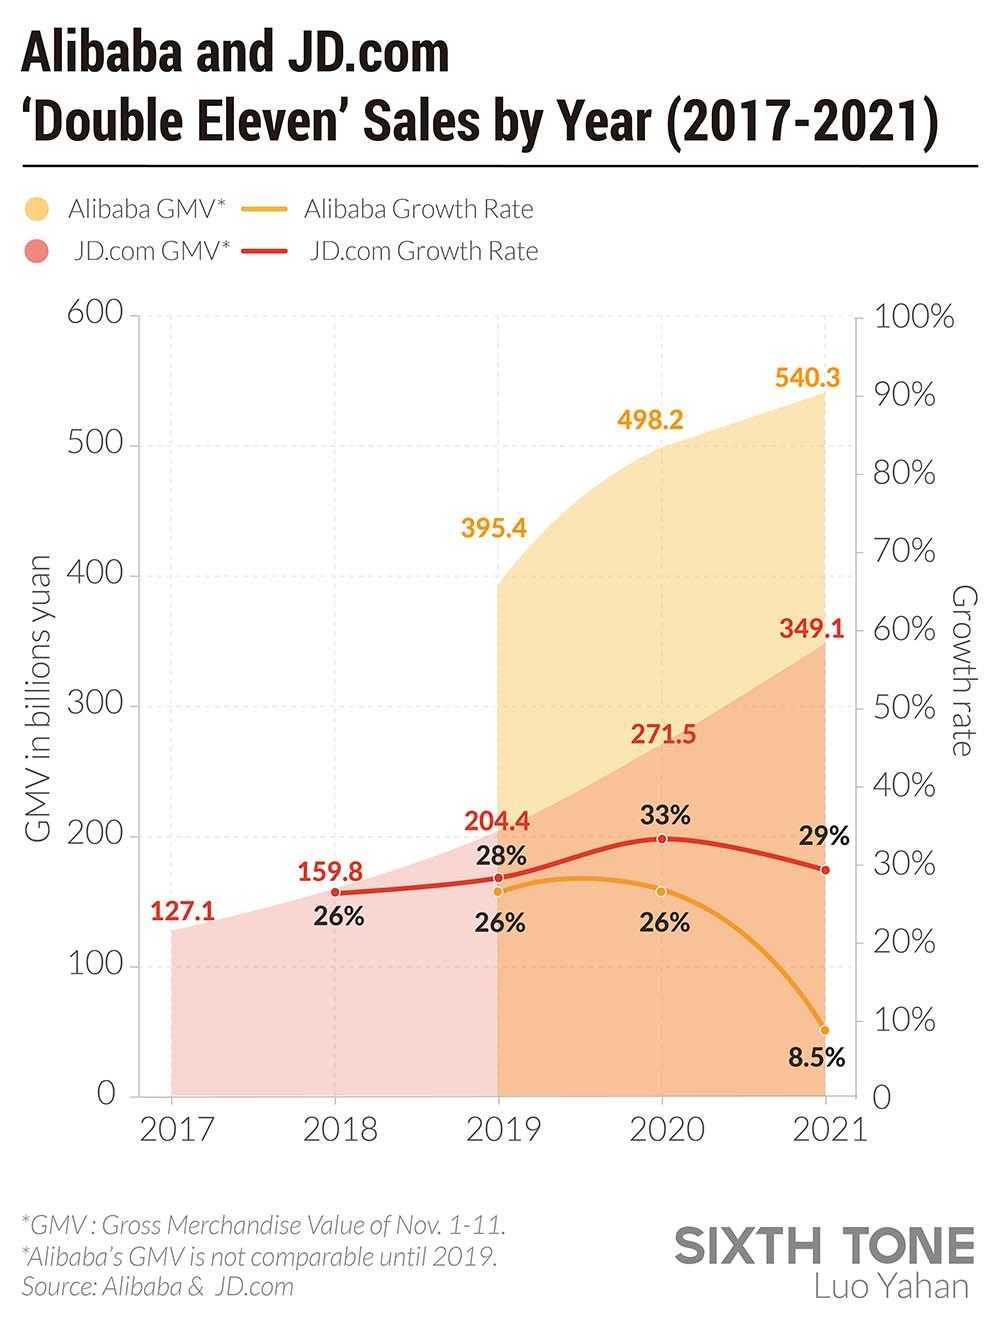 Alibaba and JD.com
‘Double Eleven’ Sales by Year (2017-2021)
Alibaba GMV* Alibaba Growth Rate
JD.com GMV* JD.com Growth Rate
600
500
400
300
200
100
0
GMV in billions yuan
100%
90%
80%
70%
60%
50%
40%
30%
20%
10%
0
Growth rate
540.3
498.2
395.4
349.1
271.5
204.4
159.8
127.1
33%
29%
28%
26%
26%
26%
8.5%
2017 2018 2019 2020 2021
*GMV : Gross Merchandise Value of Nov. 1-11.
*Alibaba’s GMV is not comparable until 2019.
Source: Alibaba & JD.com
SIXTH TONE
Luo Yahan